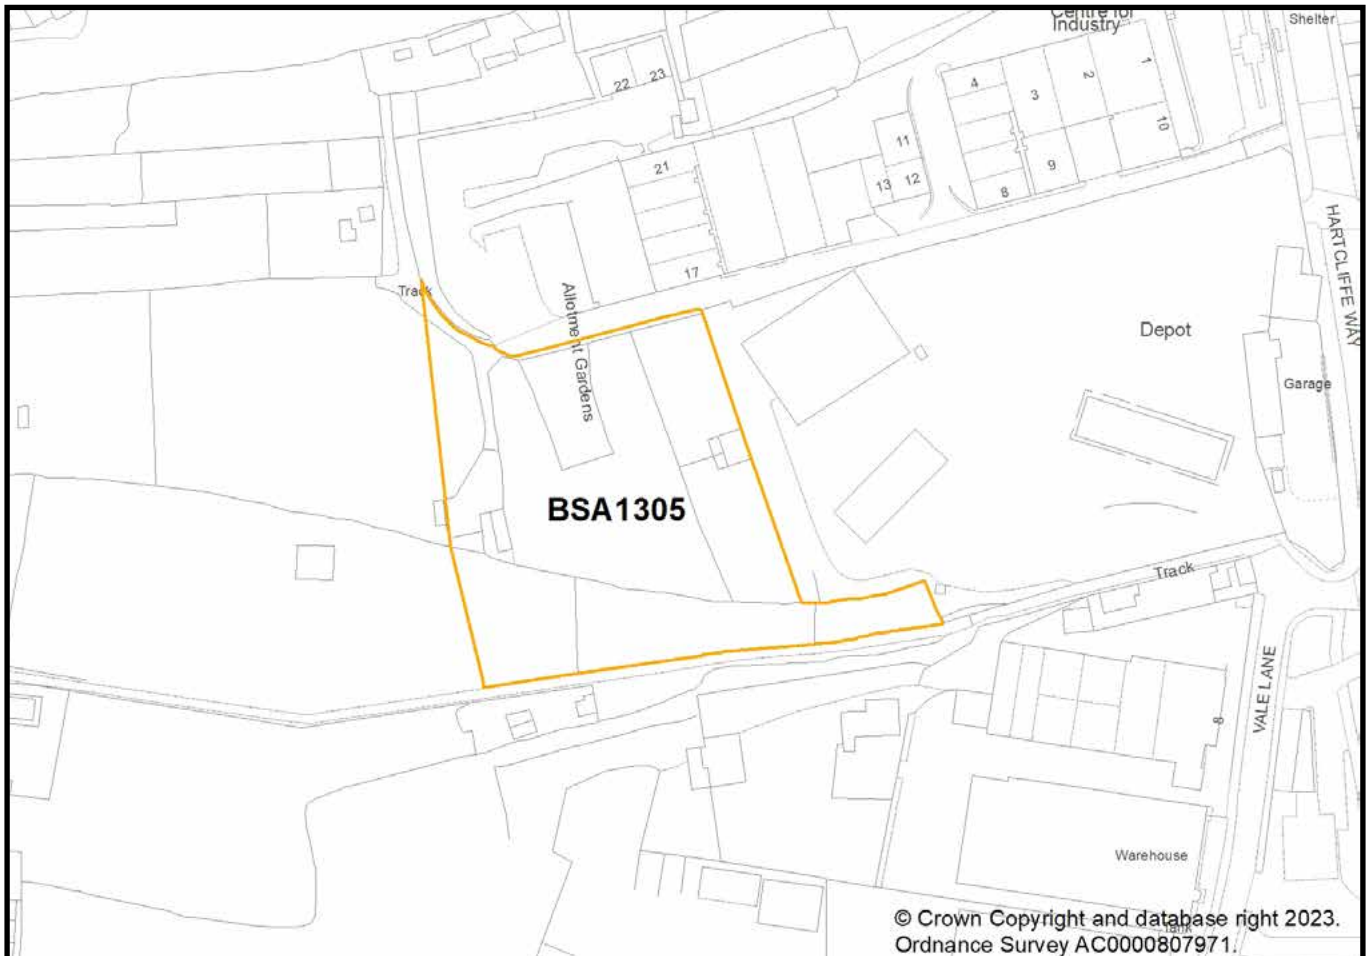 Centre for
Industry
Shelter
22
23
4
3
2
1
10
11
21
9
13
12
8
17
HARTCLIFFE WAY
Track
Allotment Gardens
Depot
Garage
BSA1305
Track
VALE LANE
8
Warehouse
© Crown Copyright and database right 2023.
Tank
Ordnance Survey AC0000807971.